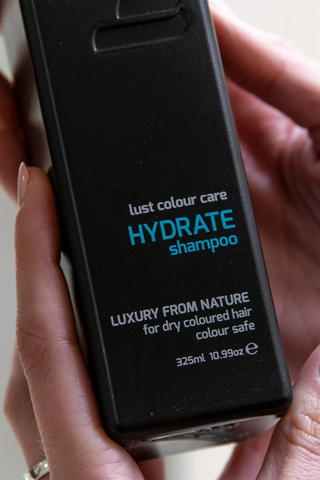 lust colour care
HYDRATE
shampoo
LUXURY FROM NATURE
for dry coloured hair
colour safe
325ml 10.99oz ℮